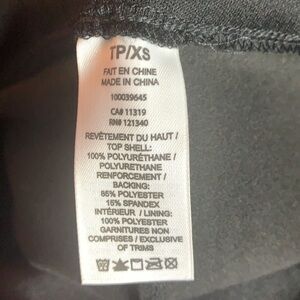 TP/XS
FAIT EN CHINE
MADE IN CHINA
100039645
CA# 11319
RN# 121340
REVÊTEMENT DU HAUT /
TOP SHELL:
100% POLYURÉTHANE /
POLYURETHANE
RENFORCEMENT /
BACKING:
85% POLYESTER
15% SPANDEX
INTÉRIEUR / LINING:
100% POLYESTER
GARNITURES NON
COMPRISES / EXCLUSIVE
OF TRIMS